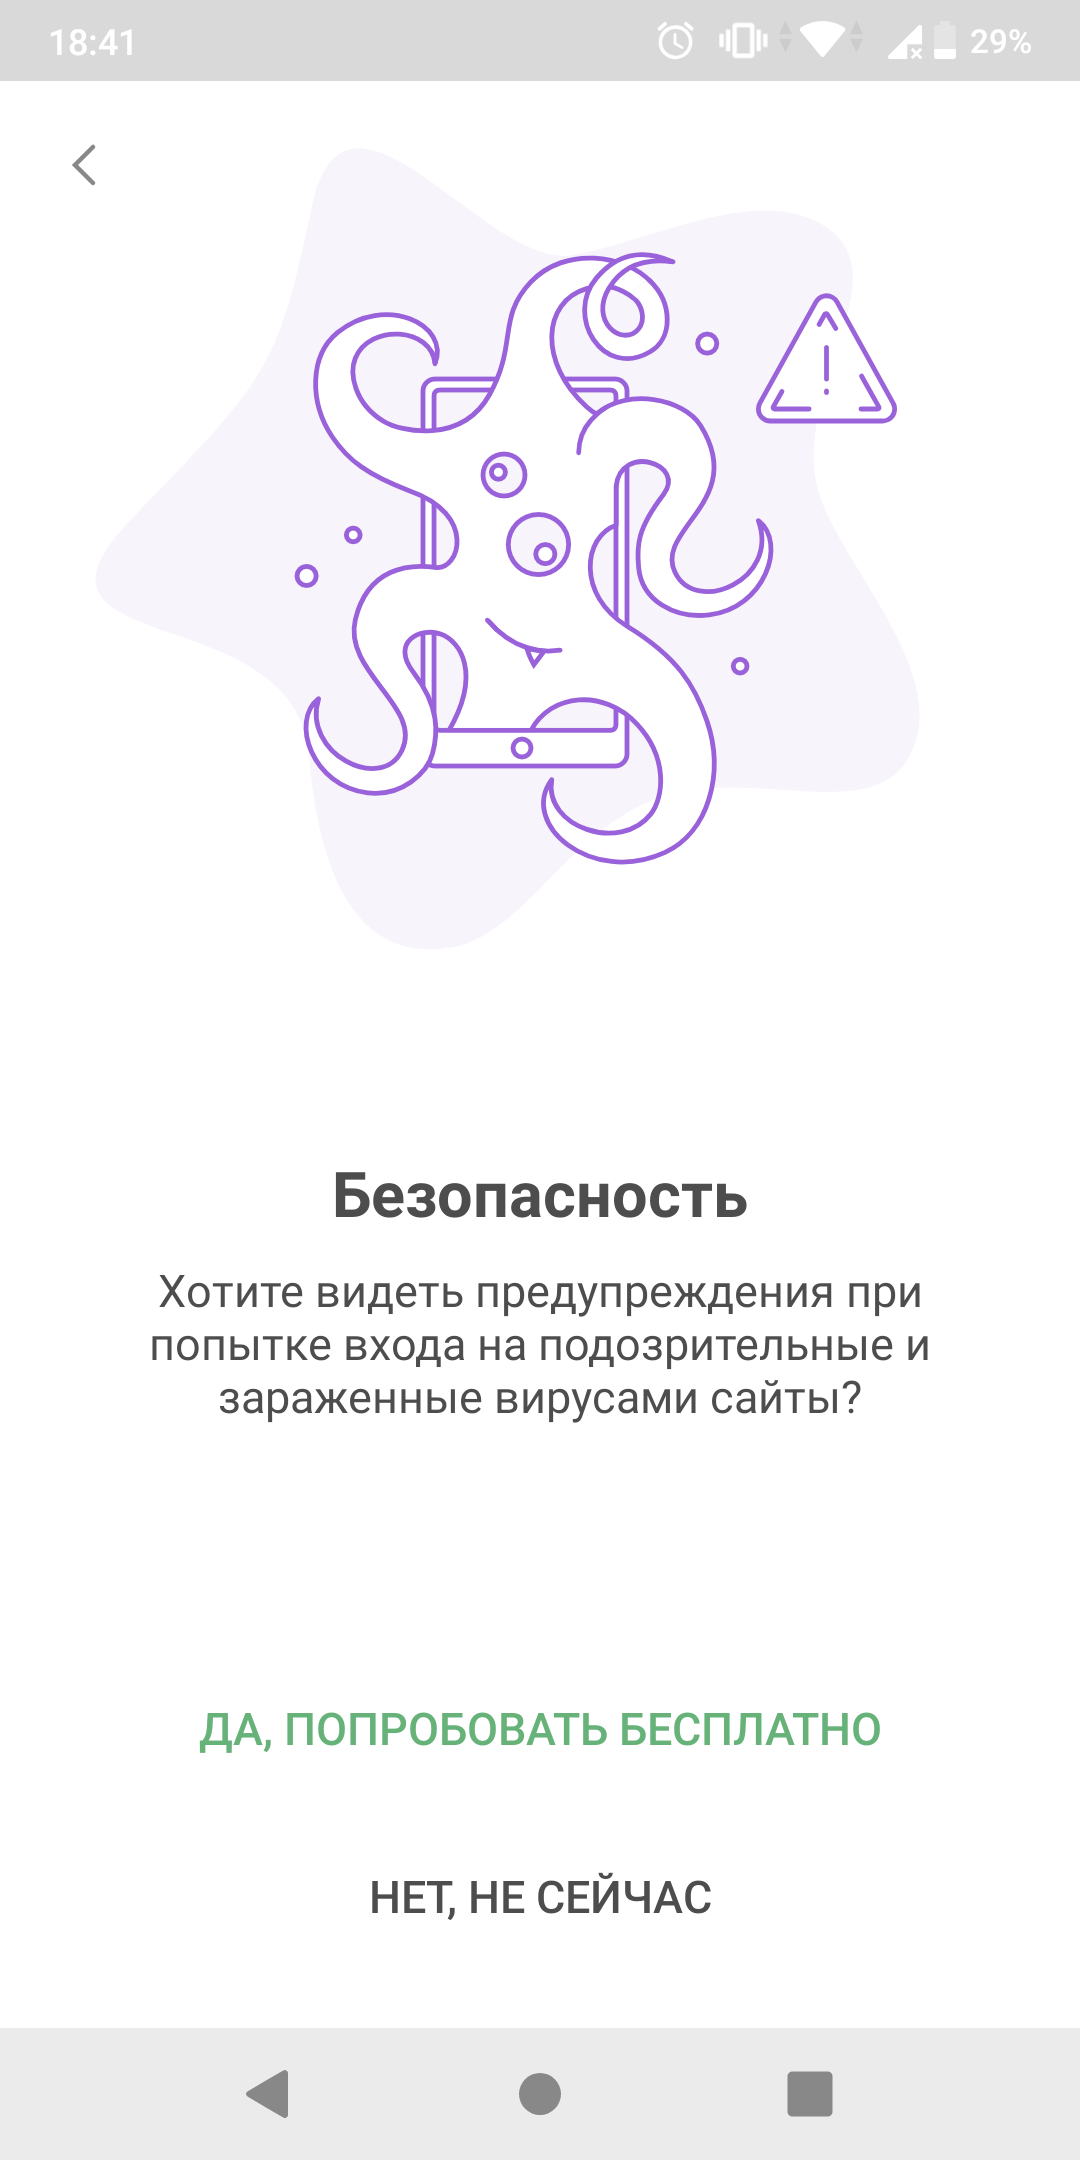 18:41
29%
Безопасность
Хотите видеть предупреждения при
попытке входа на подозрительные и
зараженные вирусами сайты?
ДА, ПОПРОБОВАТЬ БЕСПЛАТНО
НЕТ, НЕ СЕЙЧАС